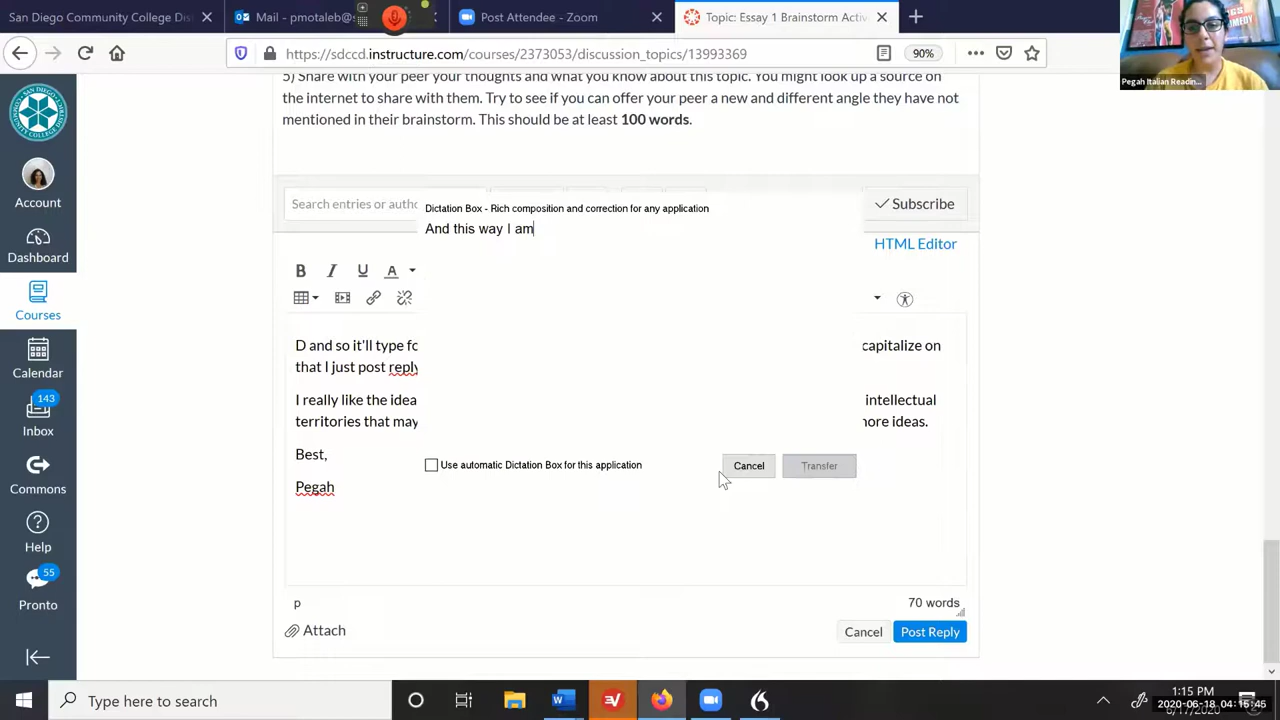 San Diego Community College Dis
Mail - pmotaleb@s
Post Attendee - Zoom
Topic: Essay 1 Brainstorm Activ
https://sdccd.instructure.com/courses/2373053/discussion_topics/13993369
90%
Pegah Italian Readin...
5) Share with your peer your thoughts and what you know about this topic. You might look up a source on
the internet to share with them. Try to see if you can offer your peer a new and different angle they have not
mentioned in their brainstorm. This should be at least 100 words.
Account
Dashboard
Courses
Calendar
143
Inbox
Commons
Help
55
Pronto
Search entries or autho
Subscribe
Dictation Box - Rich composition and correction for any application
And this way I am
HTML Editor
B I U A
D and so it'll type fo
capitalize on
that I just post reply
I really like the idea
intellectual
territories that may
more ideas.
Best,
Use automatic Dictation Box for this application
Cancel
Transfer
Pegah
p
70 words
Attach
Cancel
Post Reply
Type here to search
1:15 PM
2020-06-18 04:15:45